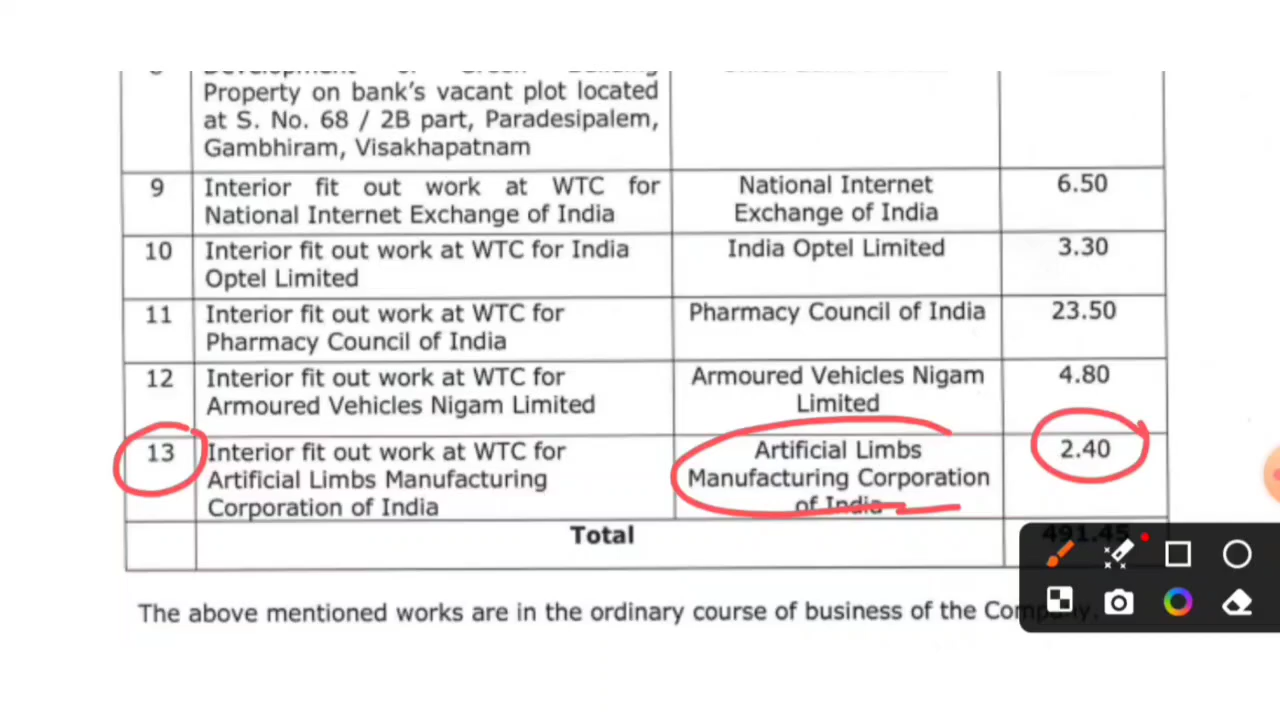 Property on bank's vacant plot located
at S. No. 68 / 2B part, Paradesipalem,
Gambhiram, Visakhapatnam
9 Interior fit out work at WTC for National Internet 6.50
National Internet Exchange of India Exchange of India
10 Interior fit out work at WTC for India India Optel Limited 3.30
Optel Limited
11 Interior fit out work at WTC for Pharmacy Council of India 23.50
Pharmacy Council of India
12 Interior fit out work at WTC for Armoured Vehicles Nigam 4.80
Armoured Vehicles Nigam Limited Limited
13 Interior fit out work at WTC for Artificial Limbs 2.40
Artificial Limbs Manufacturing Manufacturing Corporation
Corporation of India of India
Total 491.45
The above mentioned works are in the ordinary course of business of the Company.